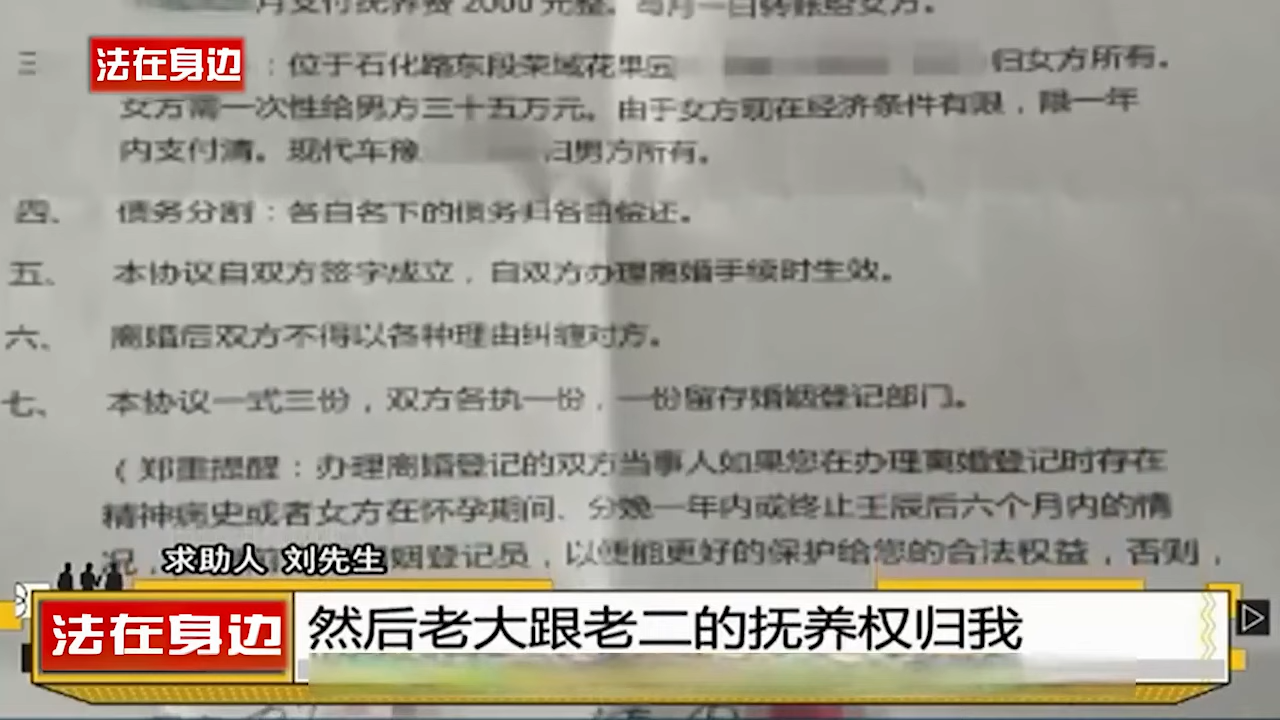 月支付抚养费2000元整。每月一日转账给女方。
法在身边
三
：位于石化路东段荣域花果园 归女方所有。
女方需一次性给男方三十五万元。由于女方现在经济条件有限，限一年
内支付清。现代车豫 归男方所有。
四、 债务分割：各自名下的债务归各自偿还。
五、 本协议自双方签字成立，自双方办理离婚手续时生效。
六、 离婚后双方不得以各种理由纠缠对方。
七、 本协议一式三份，双方各执一份，一份留存婚姻登记部门。
（郑重提醒：办理离婚登记的双方当事人如果您在办理离婚登记时存在
精神病史或者女方在怀孕期间、分娩一年内或终止壬辰后六个月内的情
况， 姻登记员，以便能更好的保护给您的合法权益，否则，
求助人 刘先生
法在身边
然后老大跟老二的抚养权归我